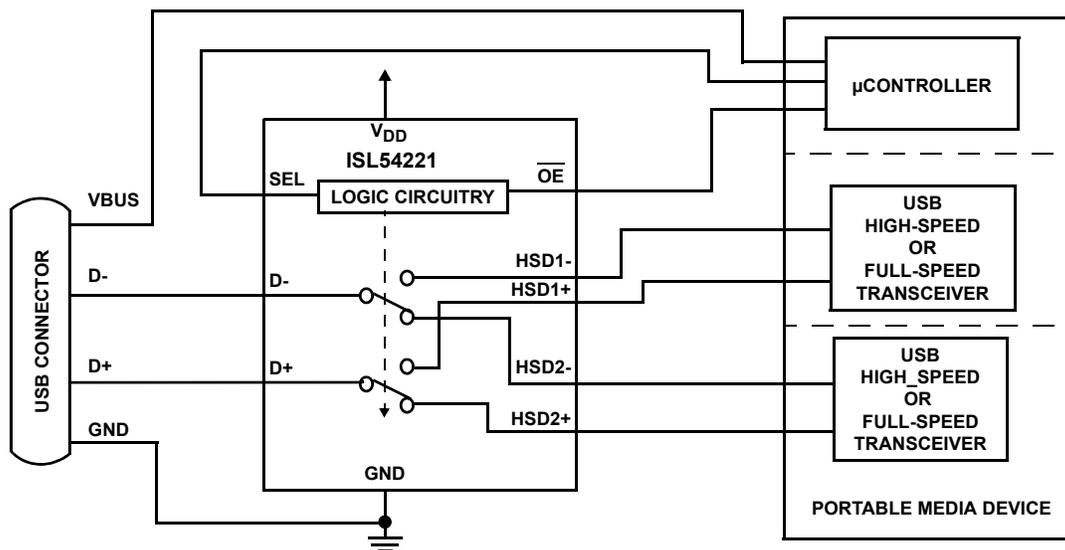 µCONTROLLER
V_DD
ISL54221
SEL
OE
LOGIC CIRCUITRY
USB CONNECTOR
VBUS
D-
D+
GND
D-
D+
HSD1-
HSD1+
HSD2-
HSD2+
GND
USB
HIGH-SPEED
OR
FULL-SPEED
TRANSCEIVER
USB
HIGH_SPEED
OR
FULL-SPEED
TRANSCEIVER
PORTABLE MEDIA DEVICE